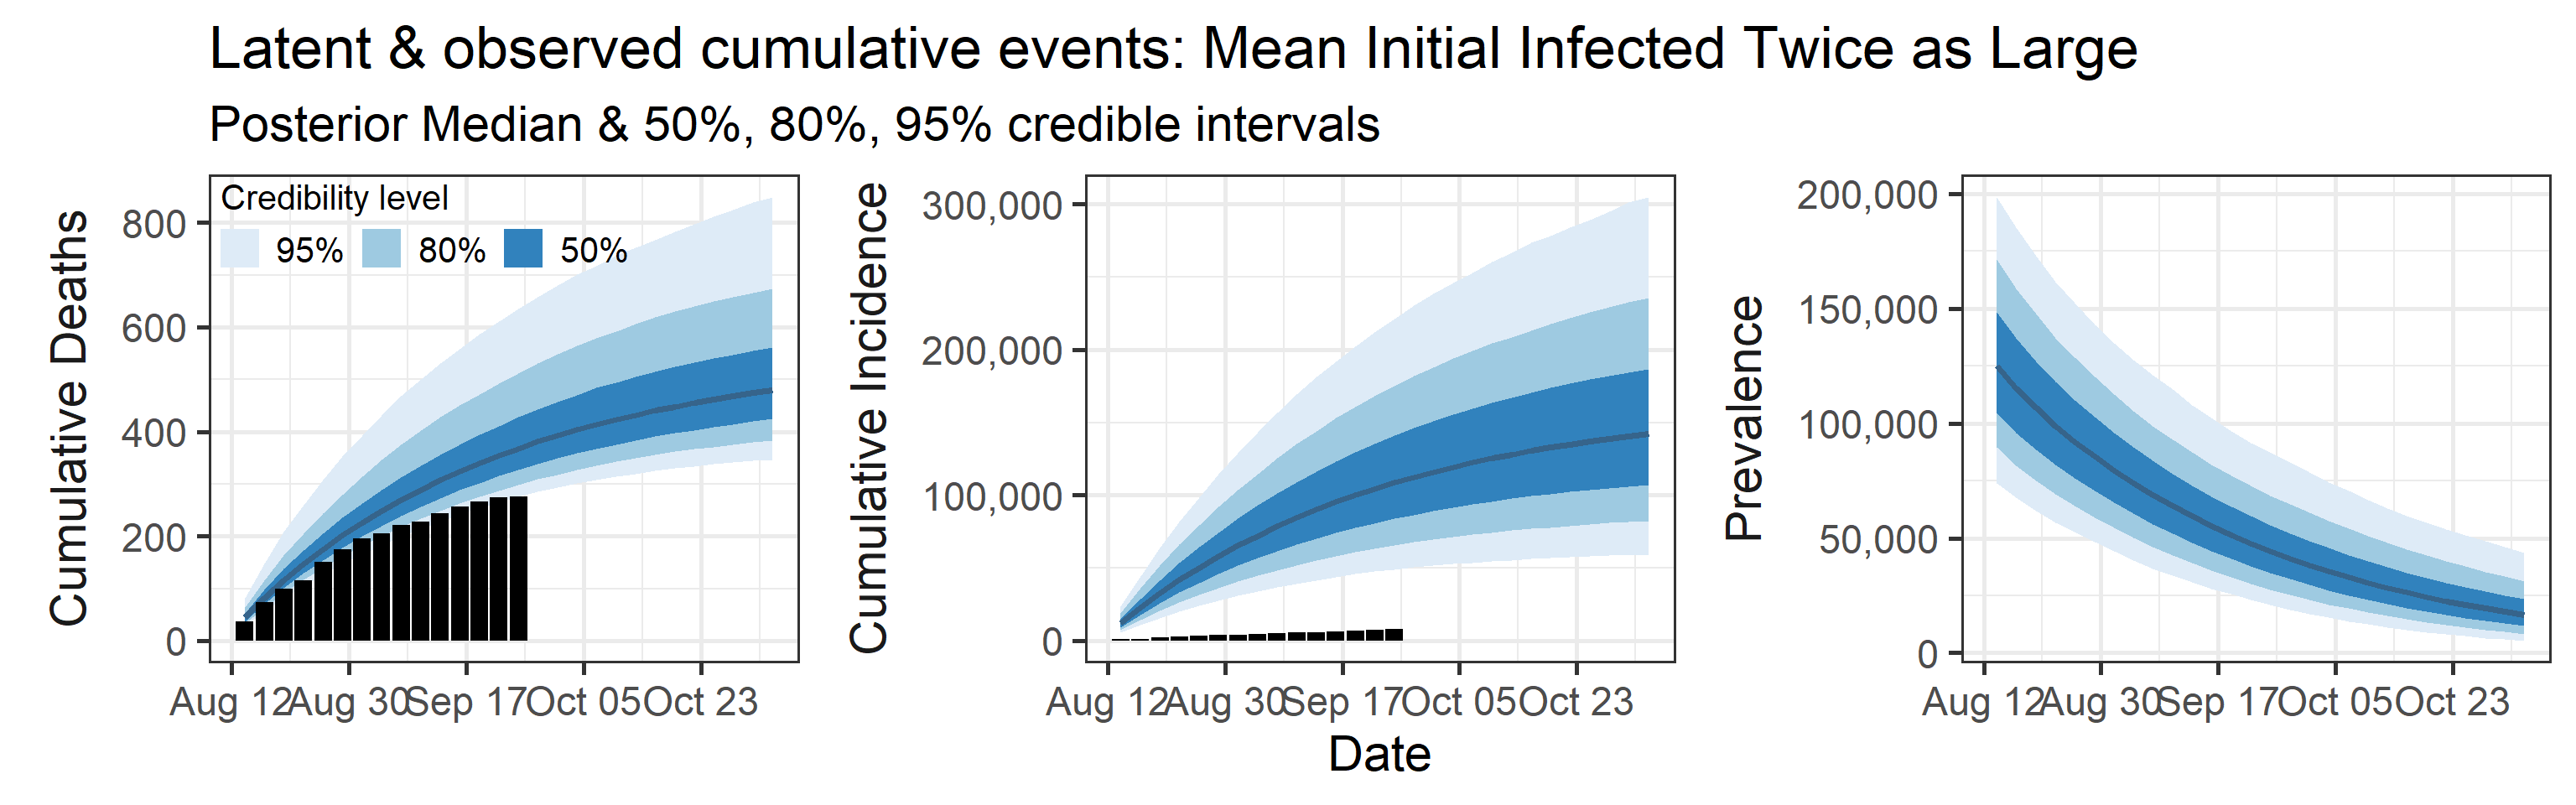 Latent & observed cumulative events: Mean Initial Infected Twice as Large
Posterior Median & 50%, 80%, 95% credible intervals
Cumulative Deaths
800
600
400
200
0
Credibility level
95% 80% 50%
Aug 12 Aug 30 Sep 17 Oct 05 Oct 23
Cumulative Incidence
300,000
200,000
100,000
0
Aug 12 Aug 30 Sep 17 Oct 05 Oct 23
Date
Prevalence
200,000
150,000
100,000
50,000
0
Aug 12 Aug 30 Sep 17 Oct 05 Oct 23